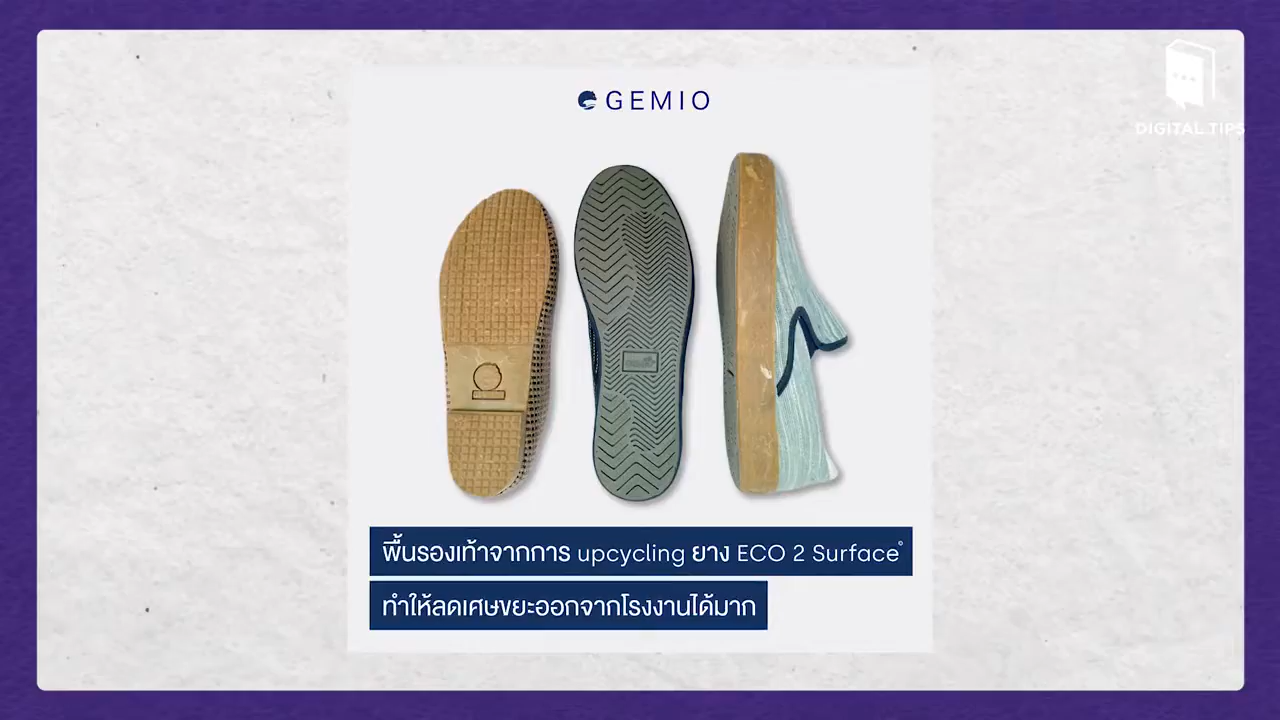 DIGITAL TIPS
GEMIO
พื้นรองเท้าจากการ upcycling ยาง ECO 2 Surface°
ทำให้ลดเศษขยะออกจากโรงงานได้มาก